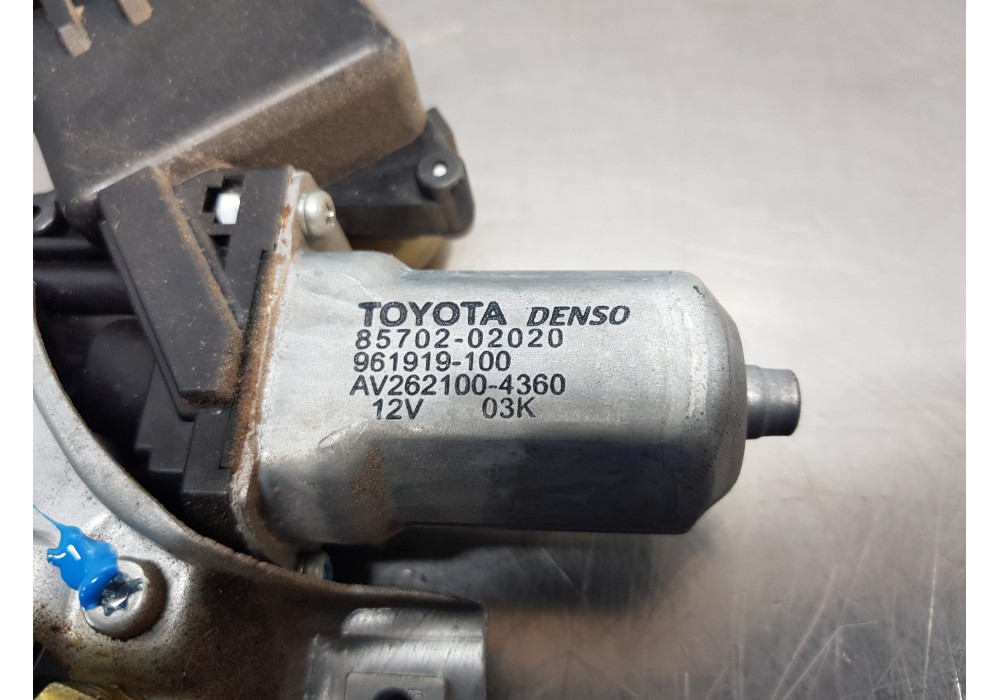 TOYOTA DENSO
85702-02020
961919-100
AV262100-4360
12V 03K